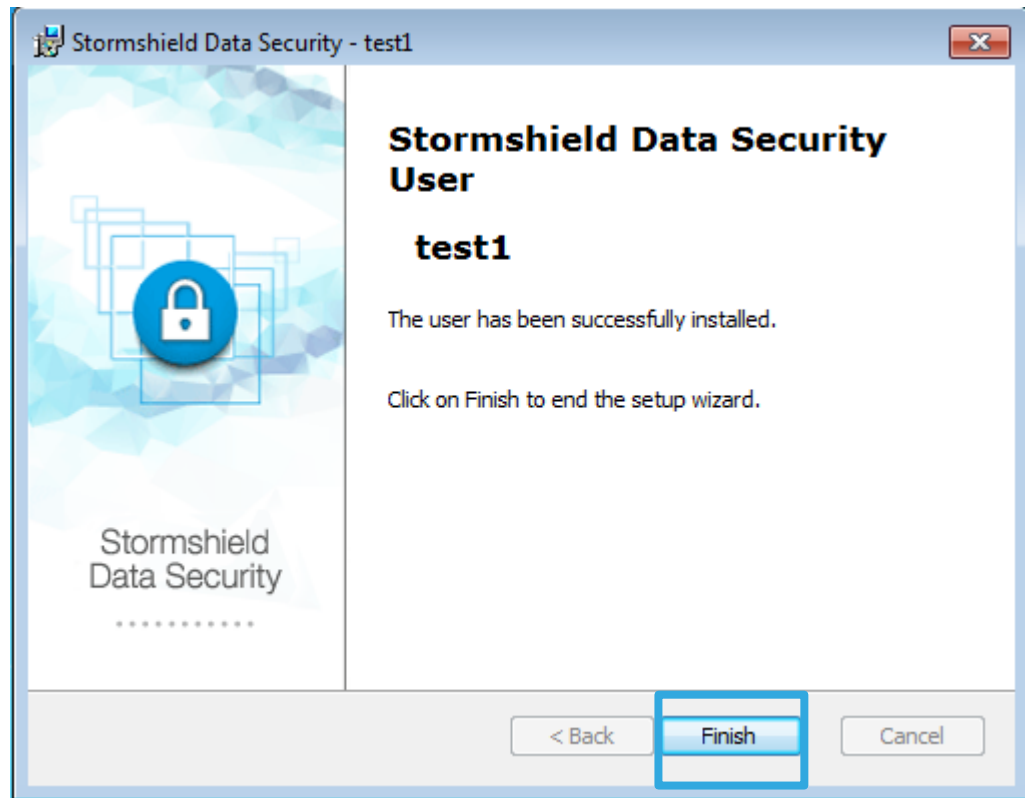 Stormshield Data Security - test1
Stormshield Data Security
User
test1
The user has been successfully installed.
Click on Finish to end the setup wizard.
Stormshield
Data Security
< Back
Finish
Cancel